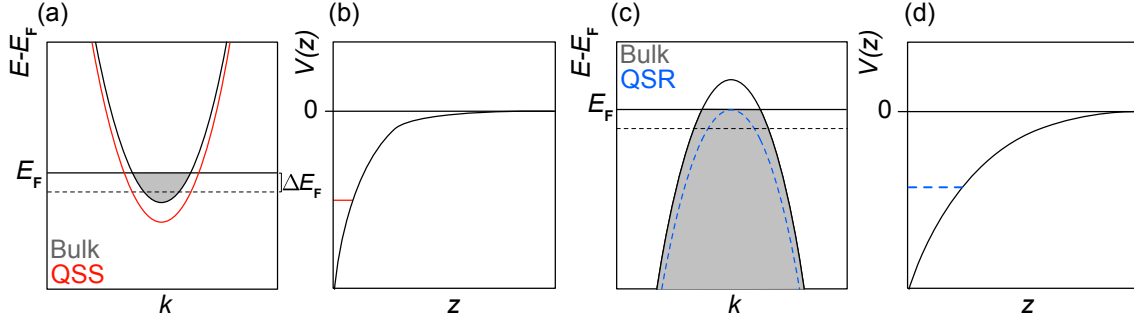 (a)
E-E_F
E_F
ΔE_F
Bulk
QSS
k
(b)
V(z)
0
z
(c)
E-E_F
Bulk
QSR
E_F
k
(d)
V(z)
0
z